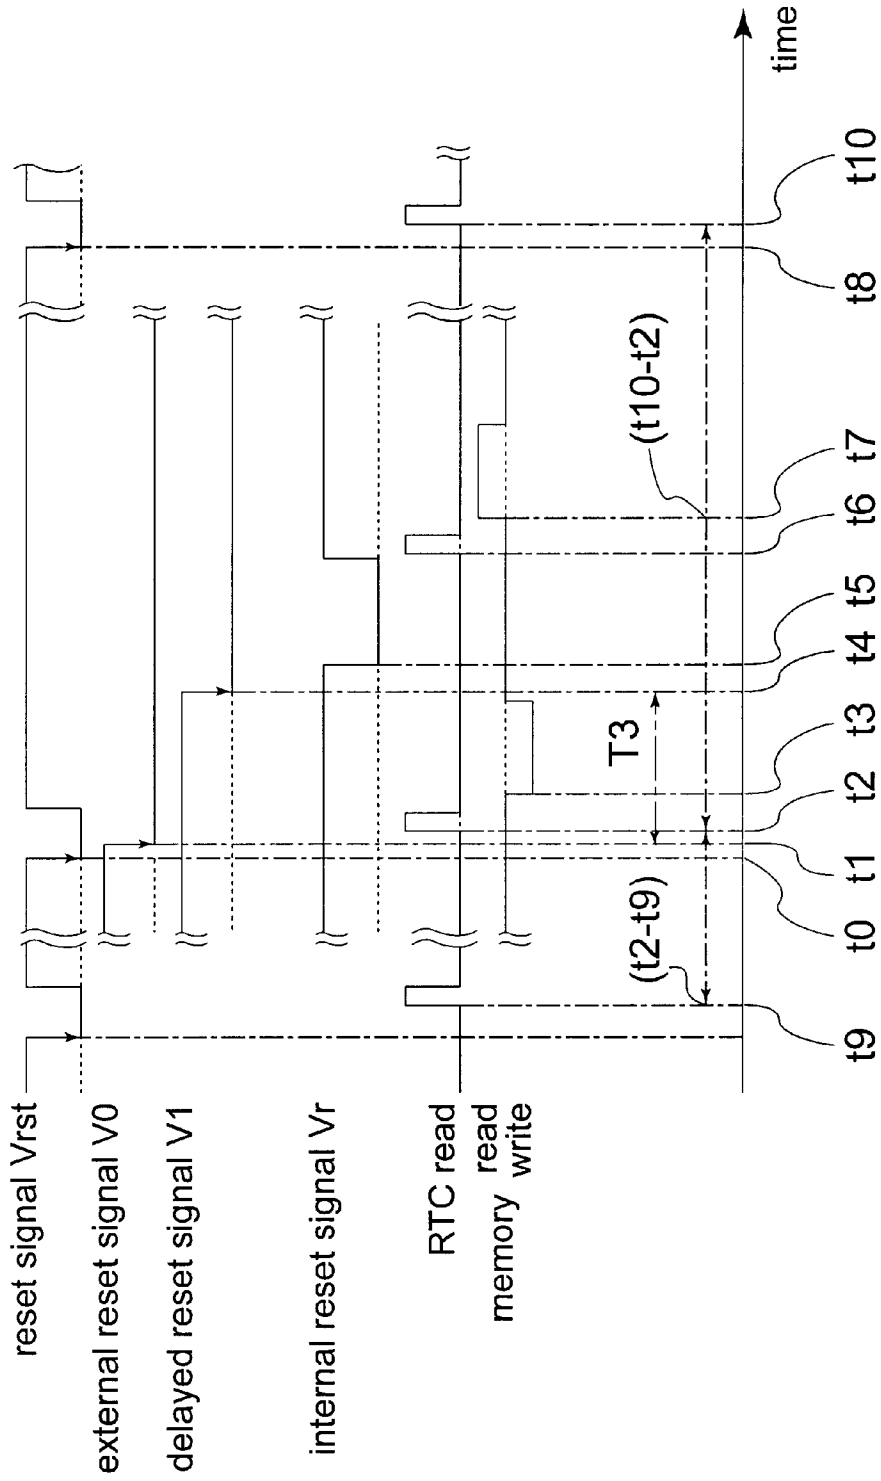 reset signal Vrst
external reset signal V0
delayed reset signal V1
internal reset signal Vr
RTC read
memory read
write
T3
(t2-t9)
(t10-t2)
t9
t0
t1
t2
t3
t4
t5
t6
t7
t8
t10
time